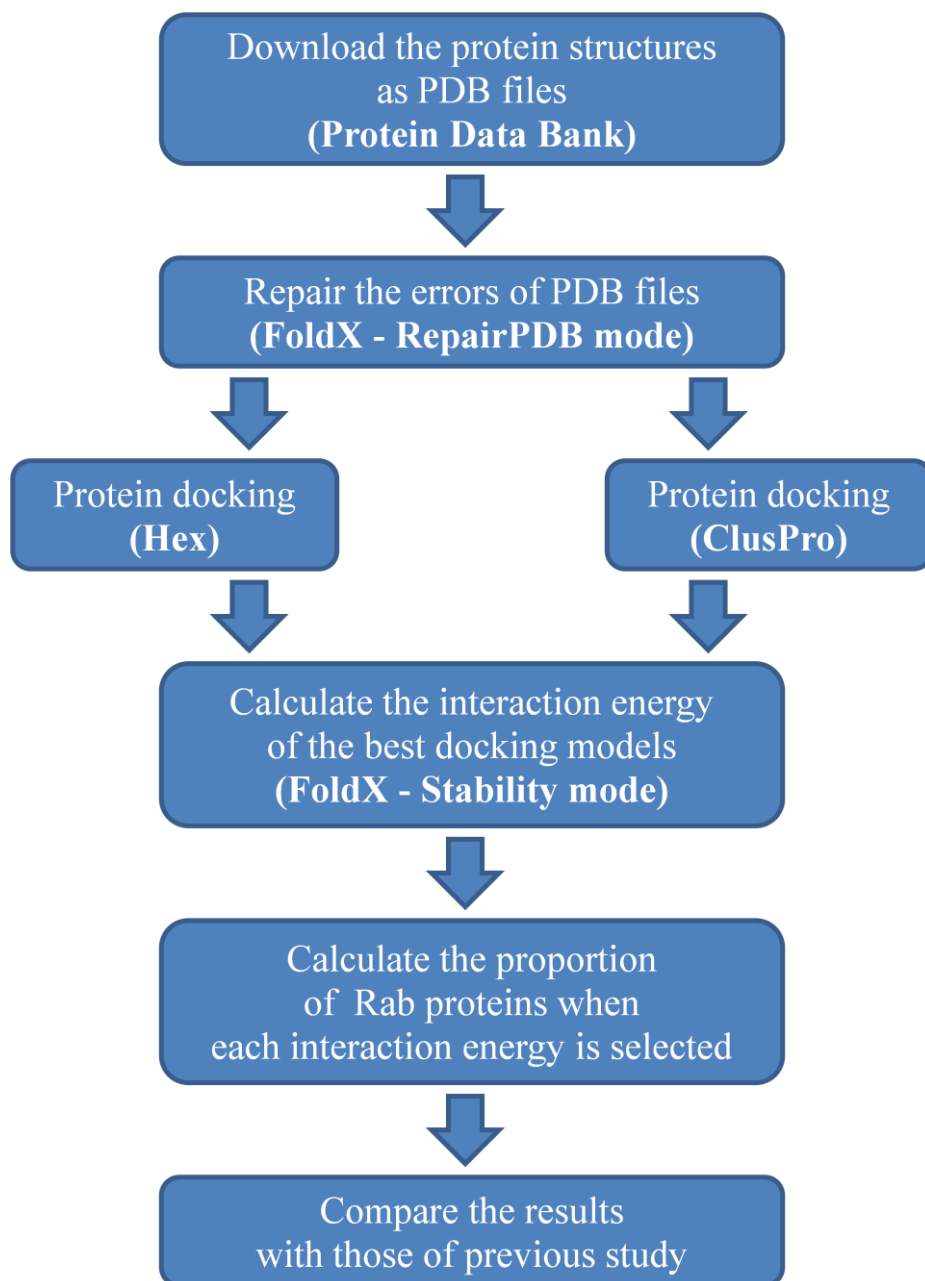 Download the protein structures
as PDB files
(Protein Data Bank)
Repair the errors of PDB files
(FoldX - RepairPDB mode)
Protein docking
(Hex)
Protein docking
(ClusPro)
Calculate the interaction energy
of the best docking models
(FoldX - Stability mode)
Calculate the proportion
of Rab proteins when
each interaction energy is selected
Compare the results
with those of previous study